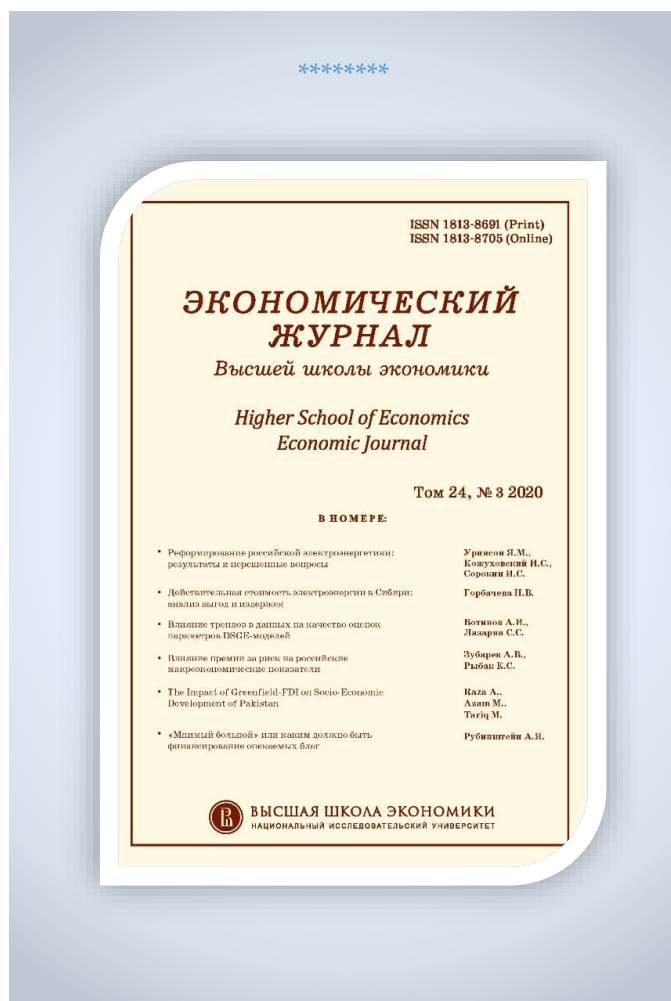 ********
ISSN 1813-8691 (Print)
ISSN 1813-8705 (Online)
ЭКОНОМИЧЕСКИЙ
ЖУРНАЛ
Высшей школы экономики
Higher School of Economics
Economic Journal
Том 24, № 3 2020
В НОМЕРЕ:
• Реформирование российской электроэнергетики:
результаты и нерешенные вопросы
Уринсон Я.М.,
Кожуховский И.С.,
Сорокин И.С.
• Действительная стоимость электроэнергии в Сибири:
анализ выгод и издержек
Горбачева Н.В.
• Влияние трендов в данных на качество оценок
параметров DSGE-моделей
Вотинов А.И.,
Лазарян С.С.
• Влияние премии за риск на российские
макроэкономические показатели
Зубарев А.В.,
Рыбак К.С.
• The Impact of Greenfield-FDI on Socio-Economic
Development of Pakistan
Raza A.,
Azam M.,
Tariq M.
• «Мнимый больной» или каким должно быть
финансирование опекаемых благ
Рубинштейн А.Я.
ВЫСШАЯ ШКОЛА ЭКОНОМИКИ
НАЦИОНАЛЬНЫЙ ИССЛЕДОВАТЕЛЬСКИЙ УНИВЕРСИТЕТ